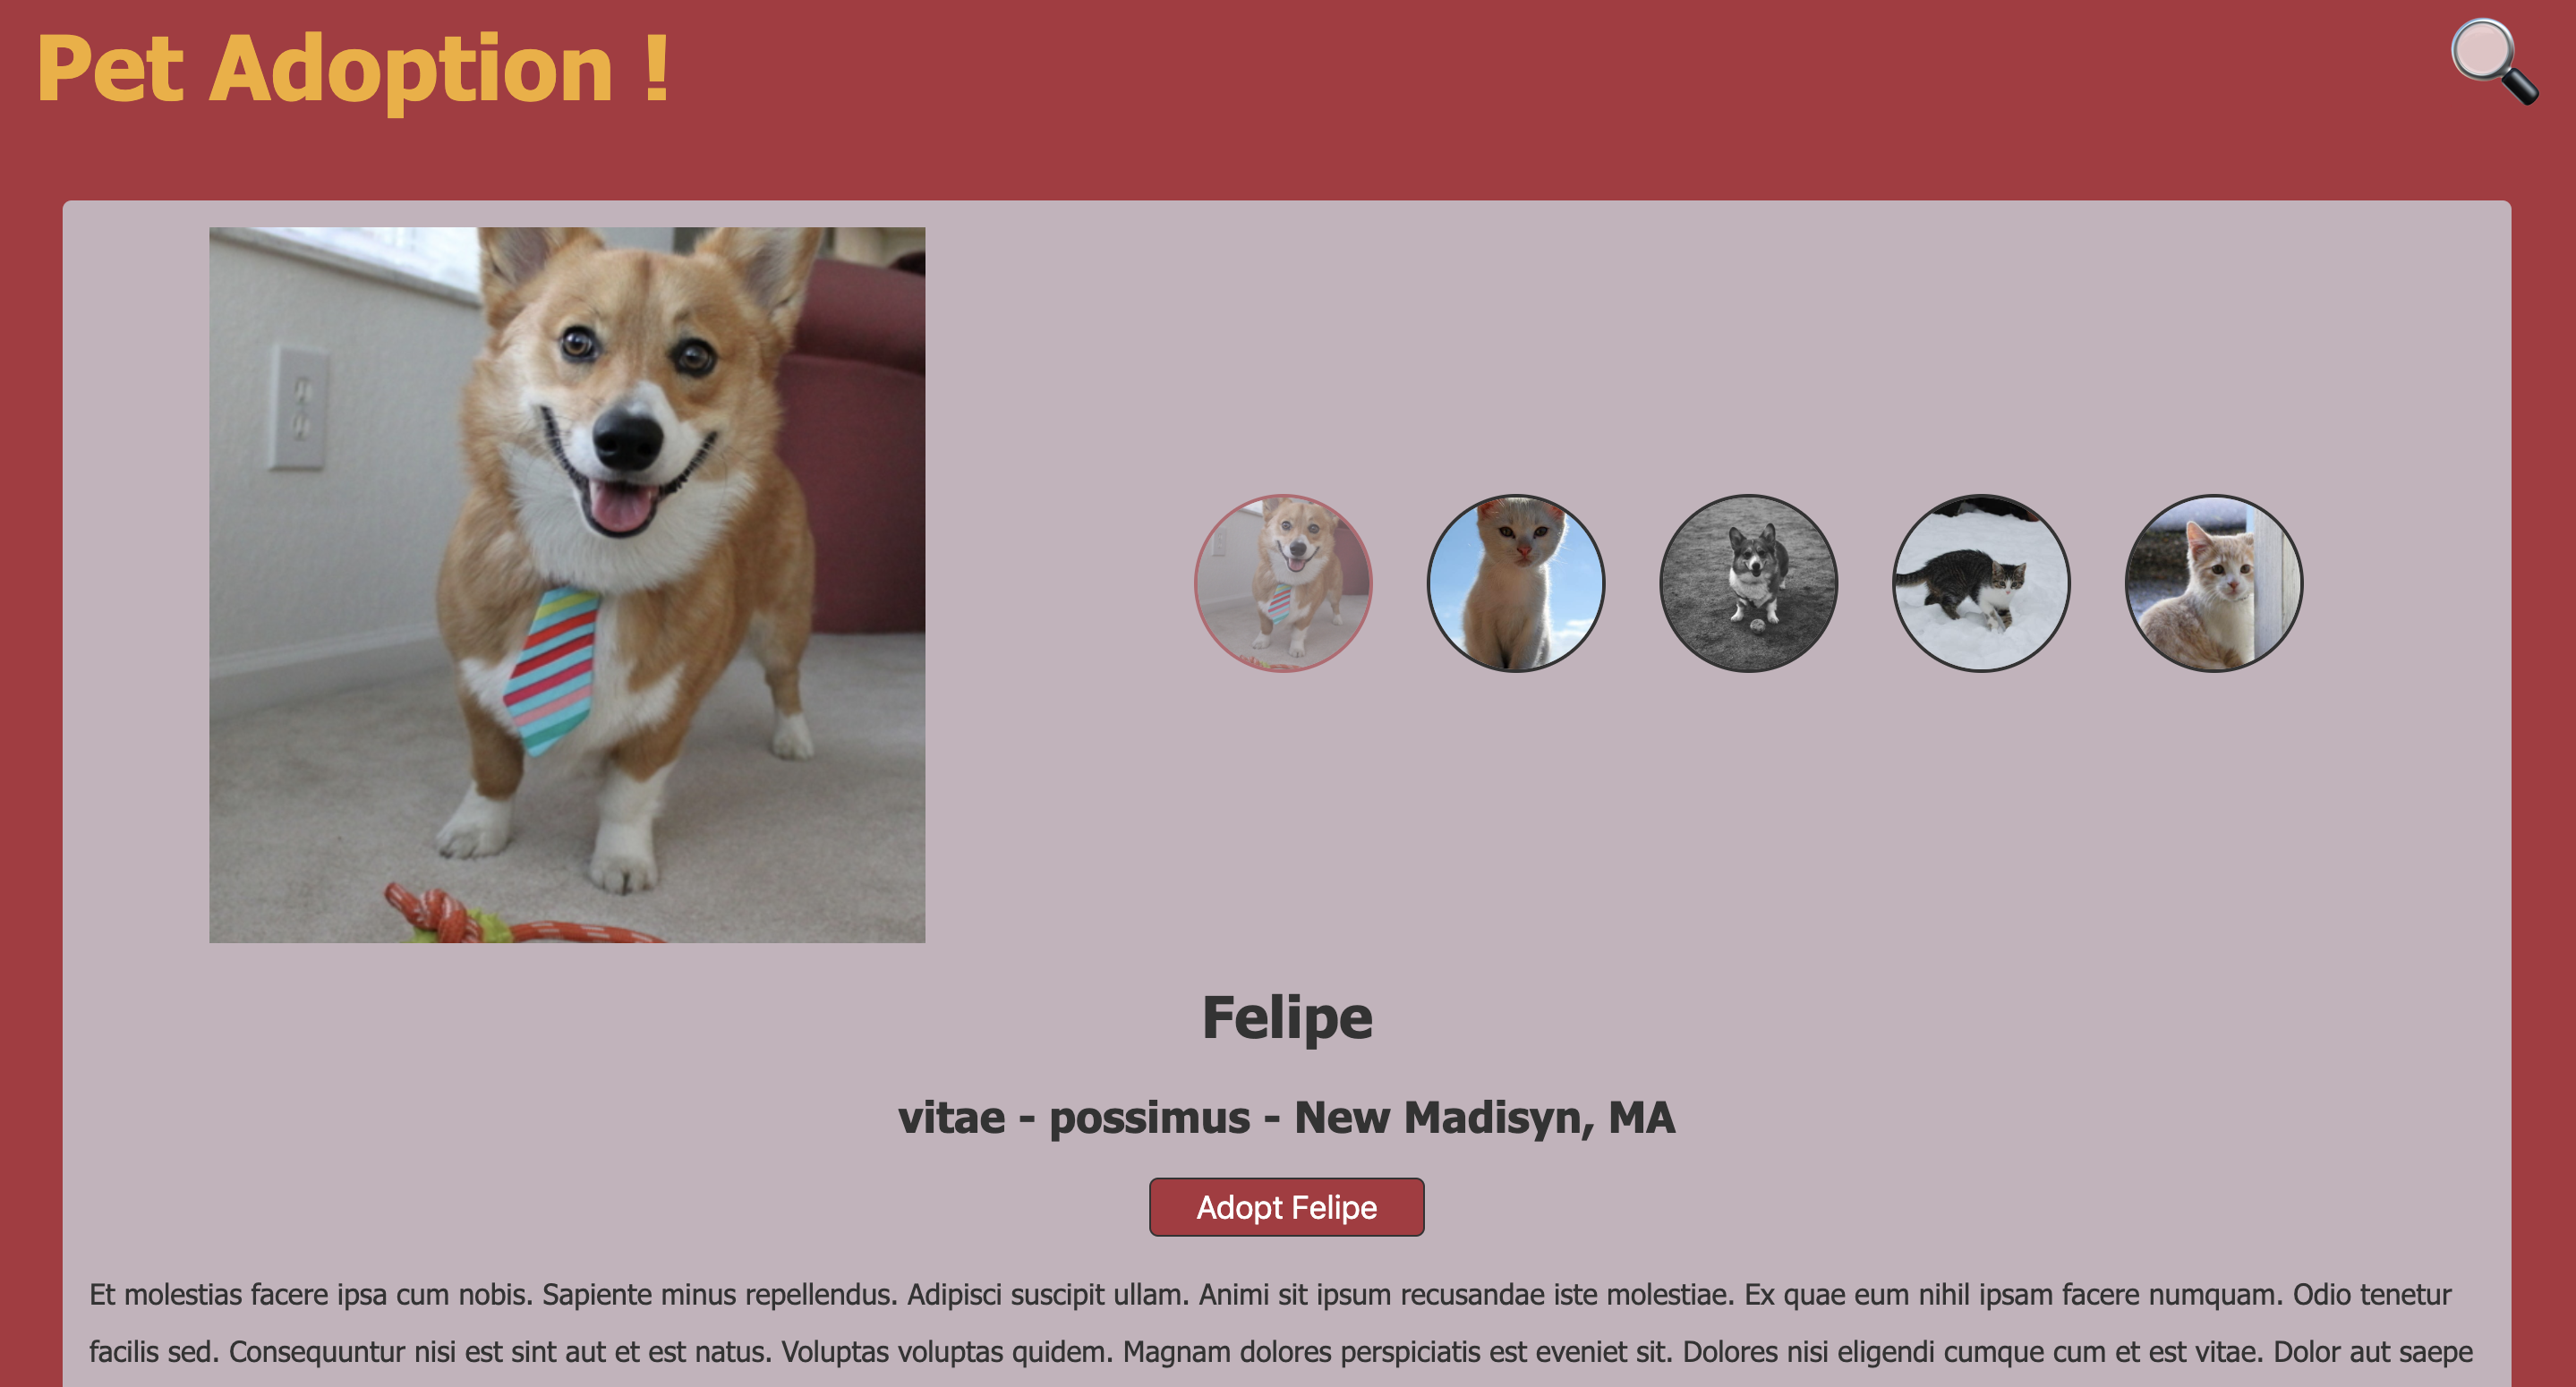 Pet Adoption !
Felipe
vitae - possimus - New Madisyn, MA
Adopt Felipe
Et molestias facere ipsa cum nobis. Sapiente minus repellendus. Adipisci suscipit ullam. Animi sit ipsum recusandae iste molestiae. Ex quae eum nihil ipsam facere numquam. Odio tenetur
facilis sed. Consequuntur nisi est sint aut et est natus. Voluptas voluptas quidem. Magnam dolores perspiciatis est eveniet sit. Dolores nisi eligendi cumque cum et est vitae. Dolor aut saepe